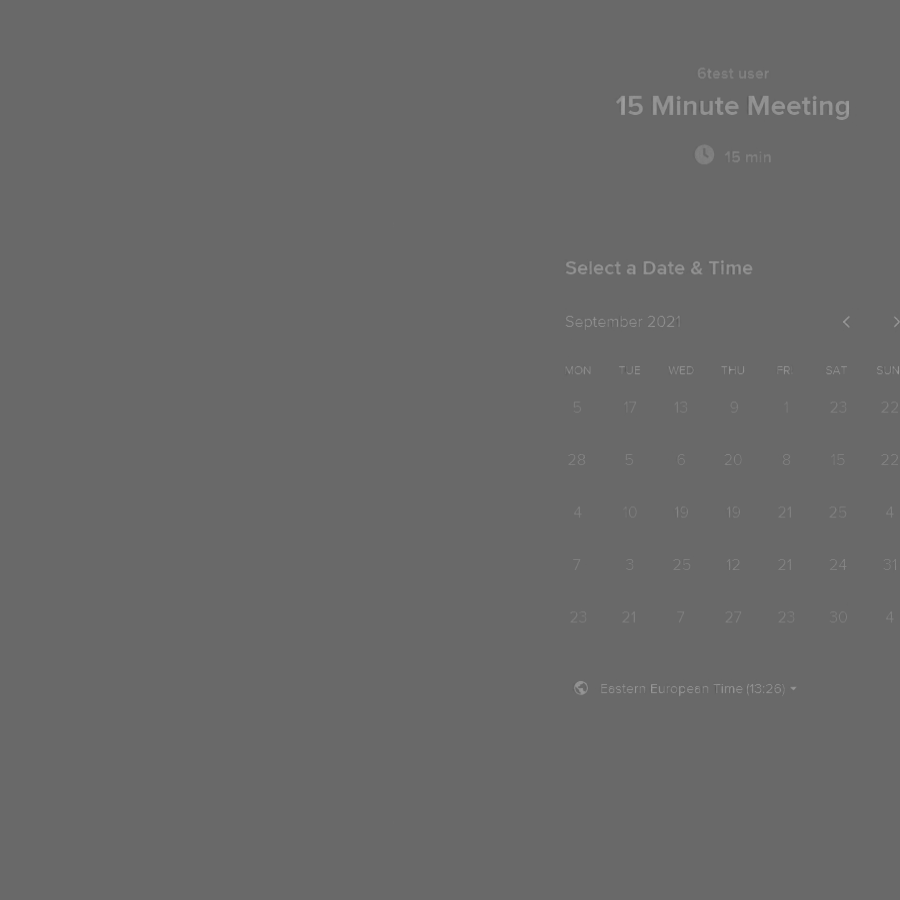 6test user
15 Minute Meeting
15 min
Select a Date & Time
September 2021
MON TUE WED THU FRI SAT SUN
5 17 13 9 1 23 22
28 5 6 20 8 15 22
4 10 19 19 21 25 4
7 3 25 12 21 24 31
23 21 7 27 23 30 4
Eastern European Time (13:26)